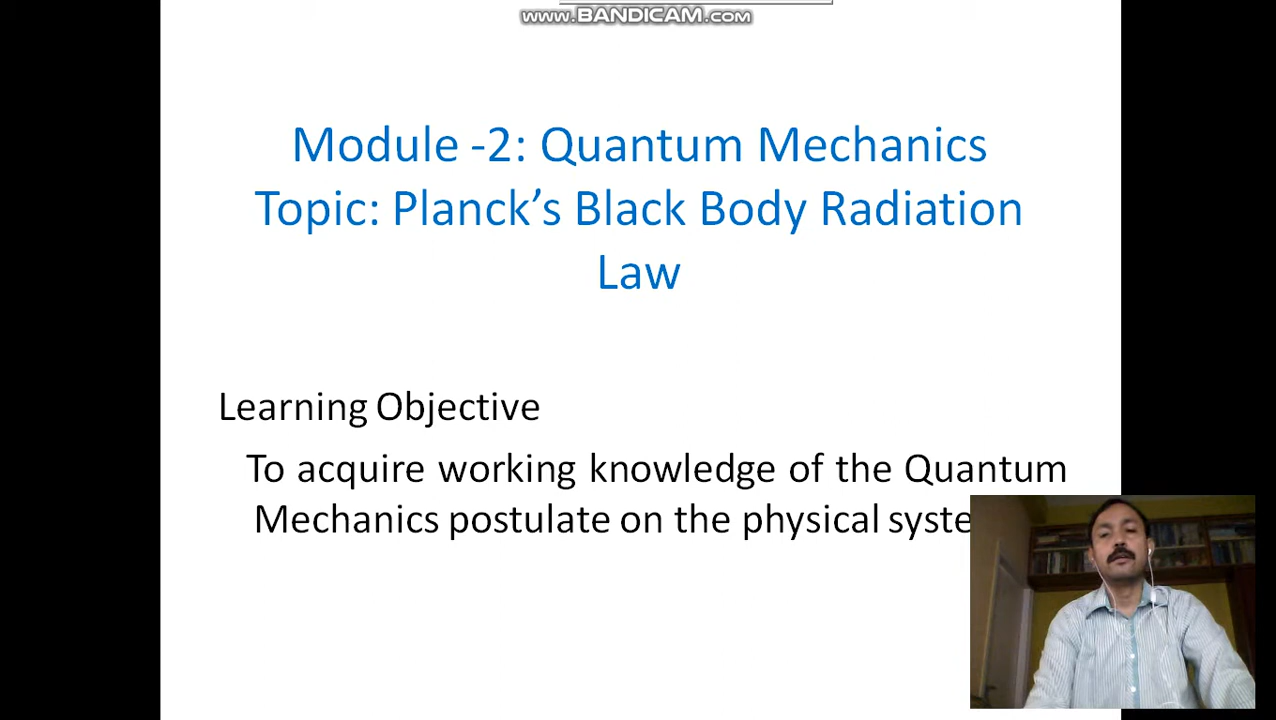 www.BANDICAM.com
Module -2: Quantum Mechanics
Topic: Planck’s Black Body Radiation
Law
Learning Objective
To acquire working knowledge of the Quantum
Mechanics postulate on the physical syste